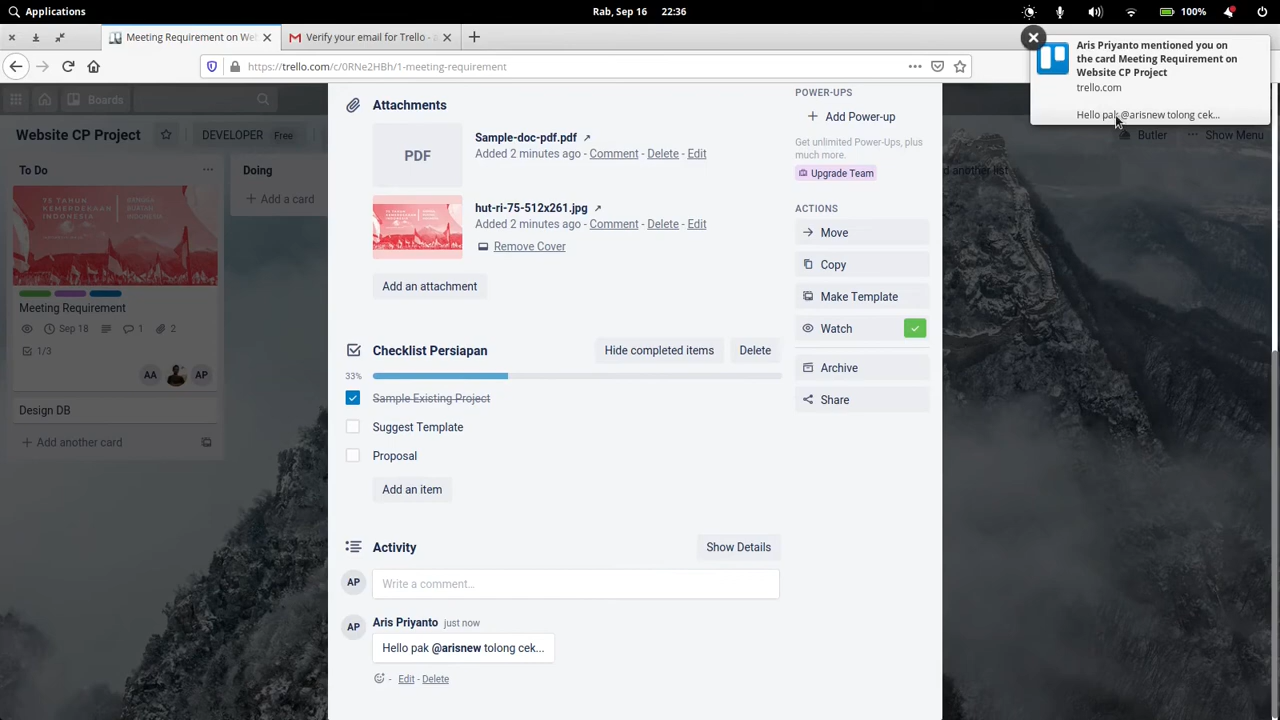 Applications
Rab, Sep 16 22:36
100%
Meeting Requirement on We
Verify your email for Trello - a
https://trello.com/c/0RNe2HBh/1-meeting-requirement
Aris Priyanto mentioned you on
the card Meeting Requirement on
Website CP Project
trello.com
Hello pak @arisnew tolong cek...
Boards
Website CP Project
DEVELOPER Free
Butler
Show Menu
To Do
Doing
Add a card
d another list
75 TAHUN
KEMERDEKAAN
INDONESIA
BANGGA
BUATAN
INDONESIA
Meeting Requirement
Sep 18
1
2
1/3
AA
AP
Design DB
Add another card
Attachments
PDF
Sample-doc-pdf.pdf
Added 2 minutes ago - Comment - Delete - Edit
hut-ri-75-512x261.jpg
Added 2 minutes ago - Comment - Delete - Edit
Remove Cover
Add an attachment
Checklist Persiapan
Hide completed items
Delete
33%
Sample Existing Project
Suggest Template
Proposal
Add an item
Activity
Show Details
AP
Write a comment…
AP
Aris Priyanto just now
Hello pak @arisnew tolong cek...
- Edit - Delete
POWER-UPS
Add Power-up
Get unlimited Power-Ups, plus
much more.
Upgrade Team
ACTIONS
Move
Copy
Make Template
Watch
Archive
Share